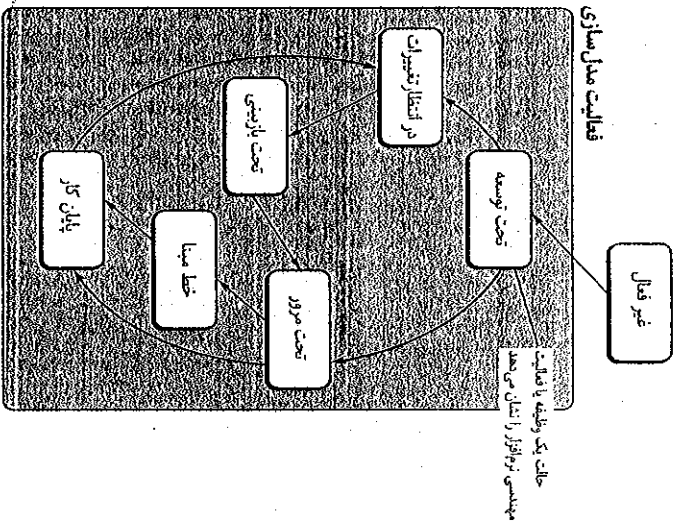 فعالیت مدل‌سازی
غیر فعال
تحت توسعه
حالت یک وظیفه یا فعالیت
مهندسی نرم‌افزار را نشان می‌دهد
در انتظار تغییرات
تحت بازبینی
تحت مرور
خط مبنا
پایان کار